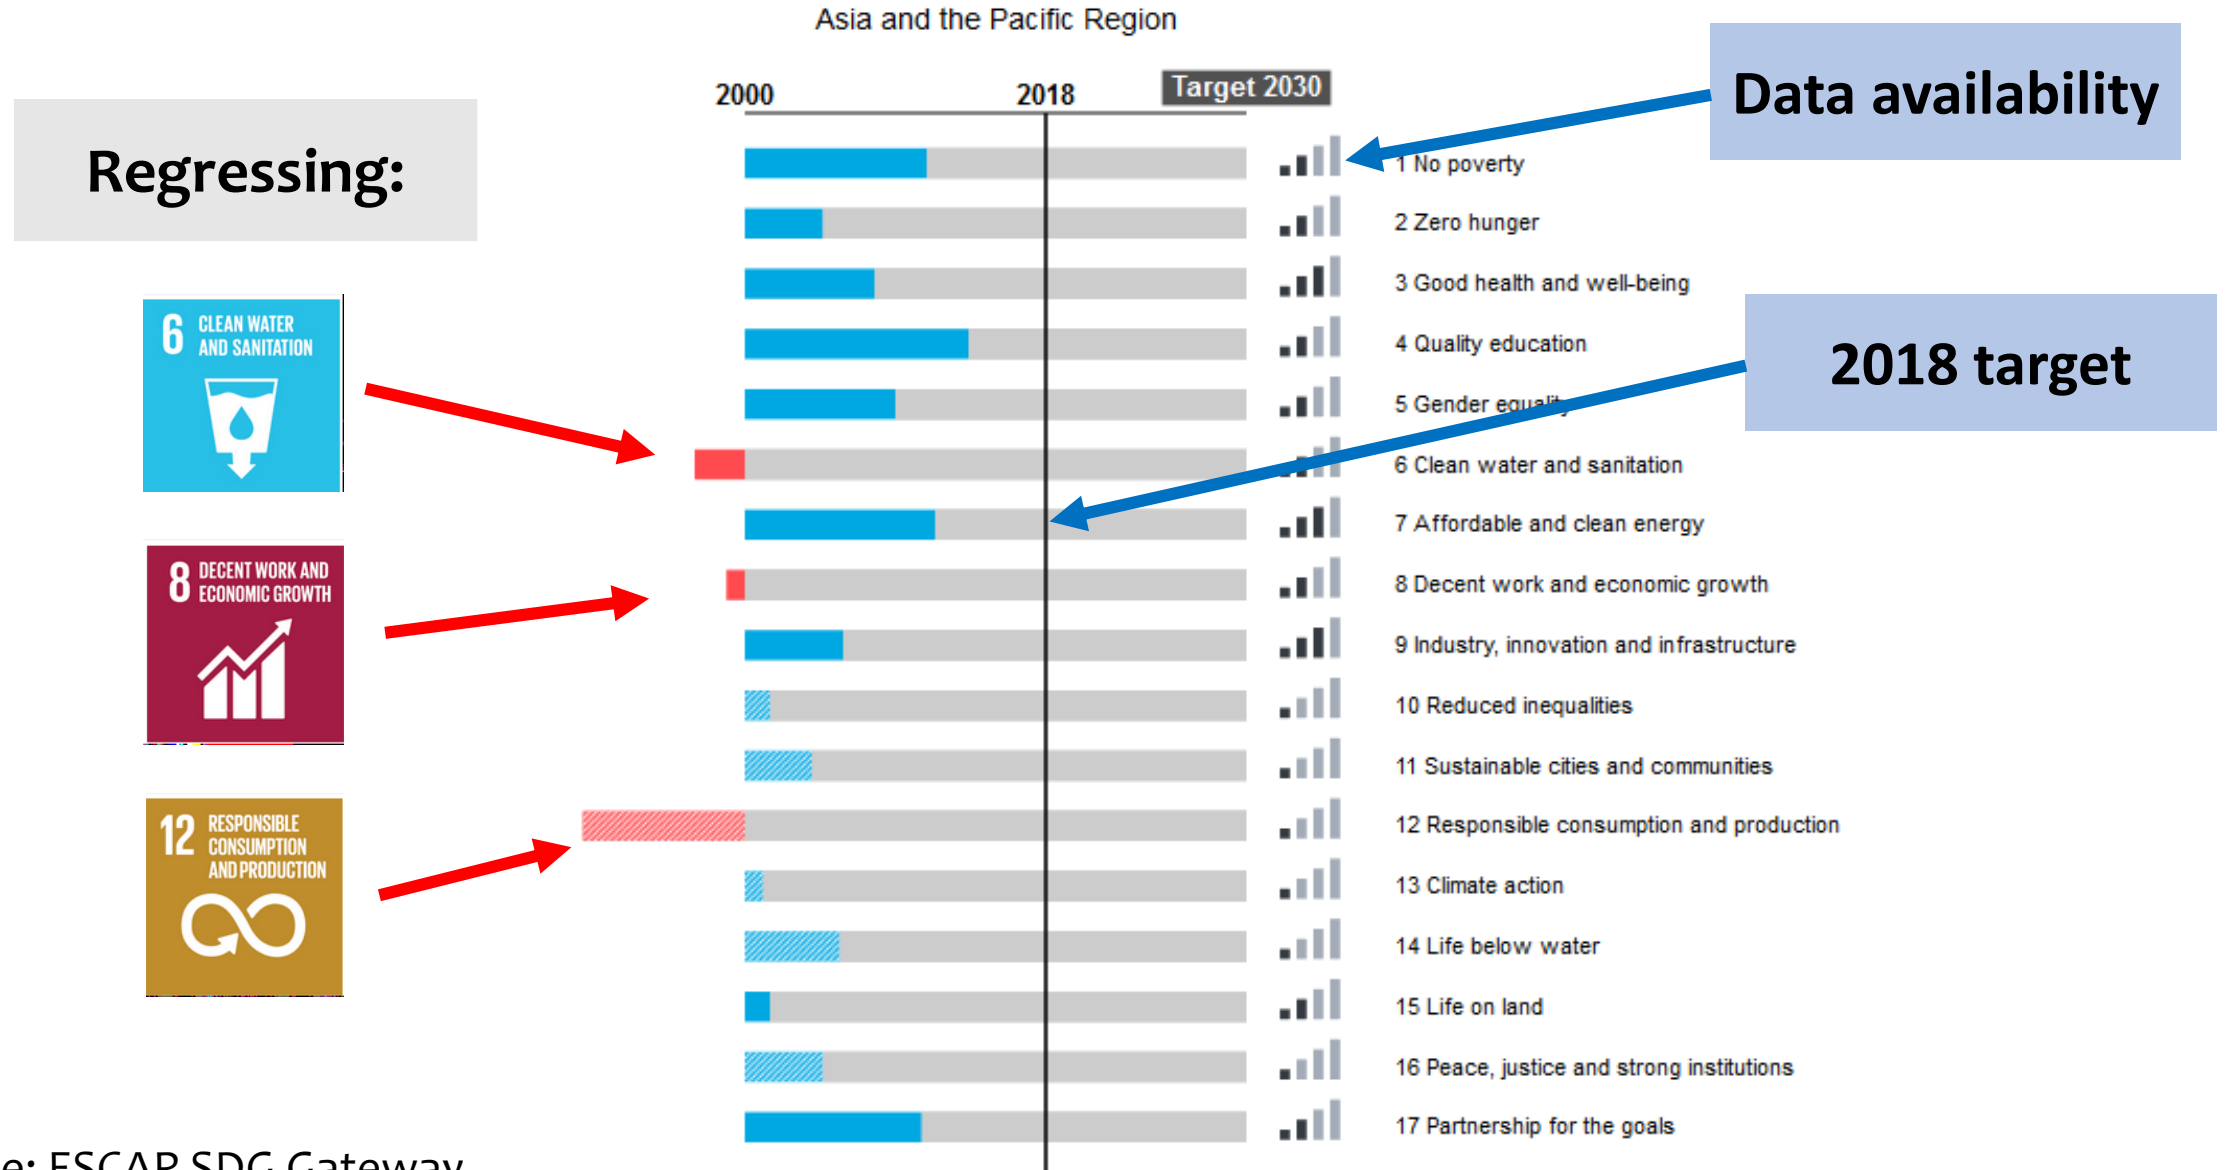 Asia and the Pacific Region
2000
2018
Target 2030
Data availability
Regressing:
1 No poverty
2 Zero hunger
3 Good health and well-being
4 Quality education
5 Gender equality
6 Clean water and sanitation
7 Affordable and clean energy
8 Decent work and economic growth
9 Industry, innovation and infrastructure
10 Reduced inequalities
11 Sustainable cities and communities
12 Responsible consumption and production
13 Climate action
14 Life below water
15 Life on land
16 Peace, justice and strong institutions
17 Partnership for the goals
2018 target
6 CLEAN WATER
AND SANITATION
8 DECENT WORK AND
ECONOMIC GROWTH
12 RESPONSIBLE
CONSUMPTION
AND PRODUCTION
e: ESCAP SDG Gateway